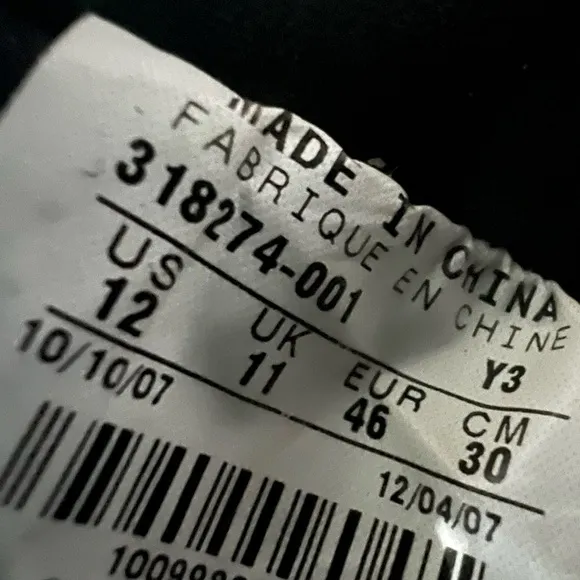 MADE IN CHINA
FABRIQUE EN CHINE
318274-001 Y3
US UK EUR CM
12 11 46 30
10/10/07 12/04/07